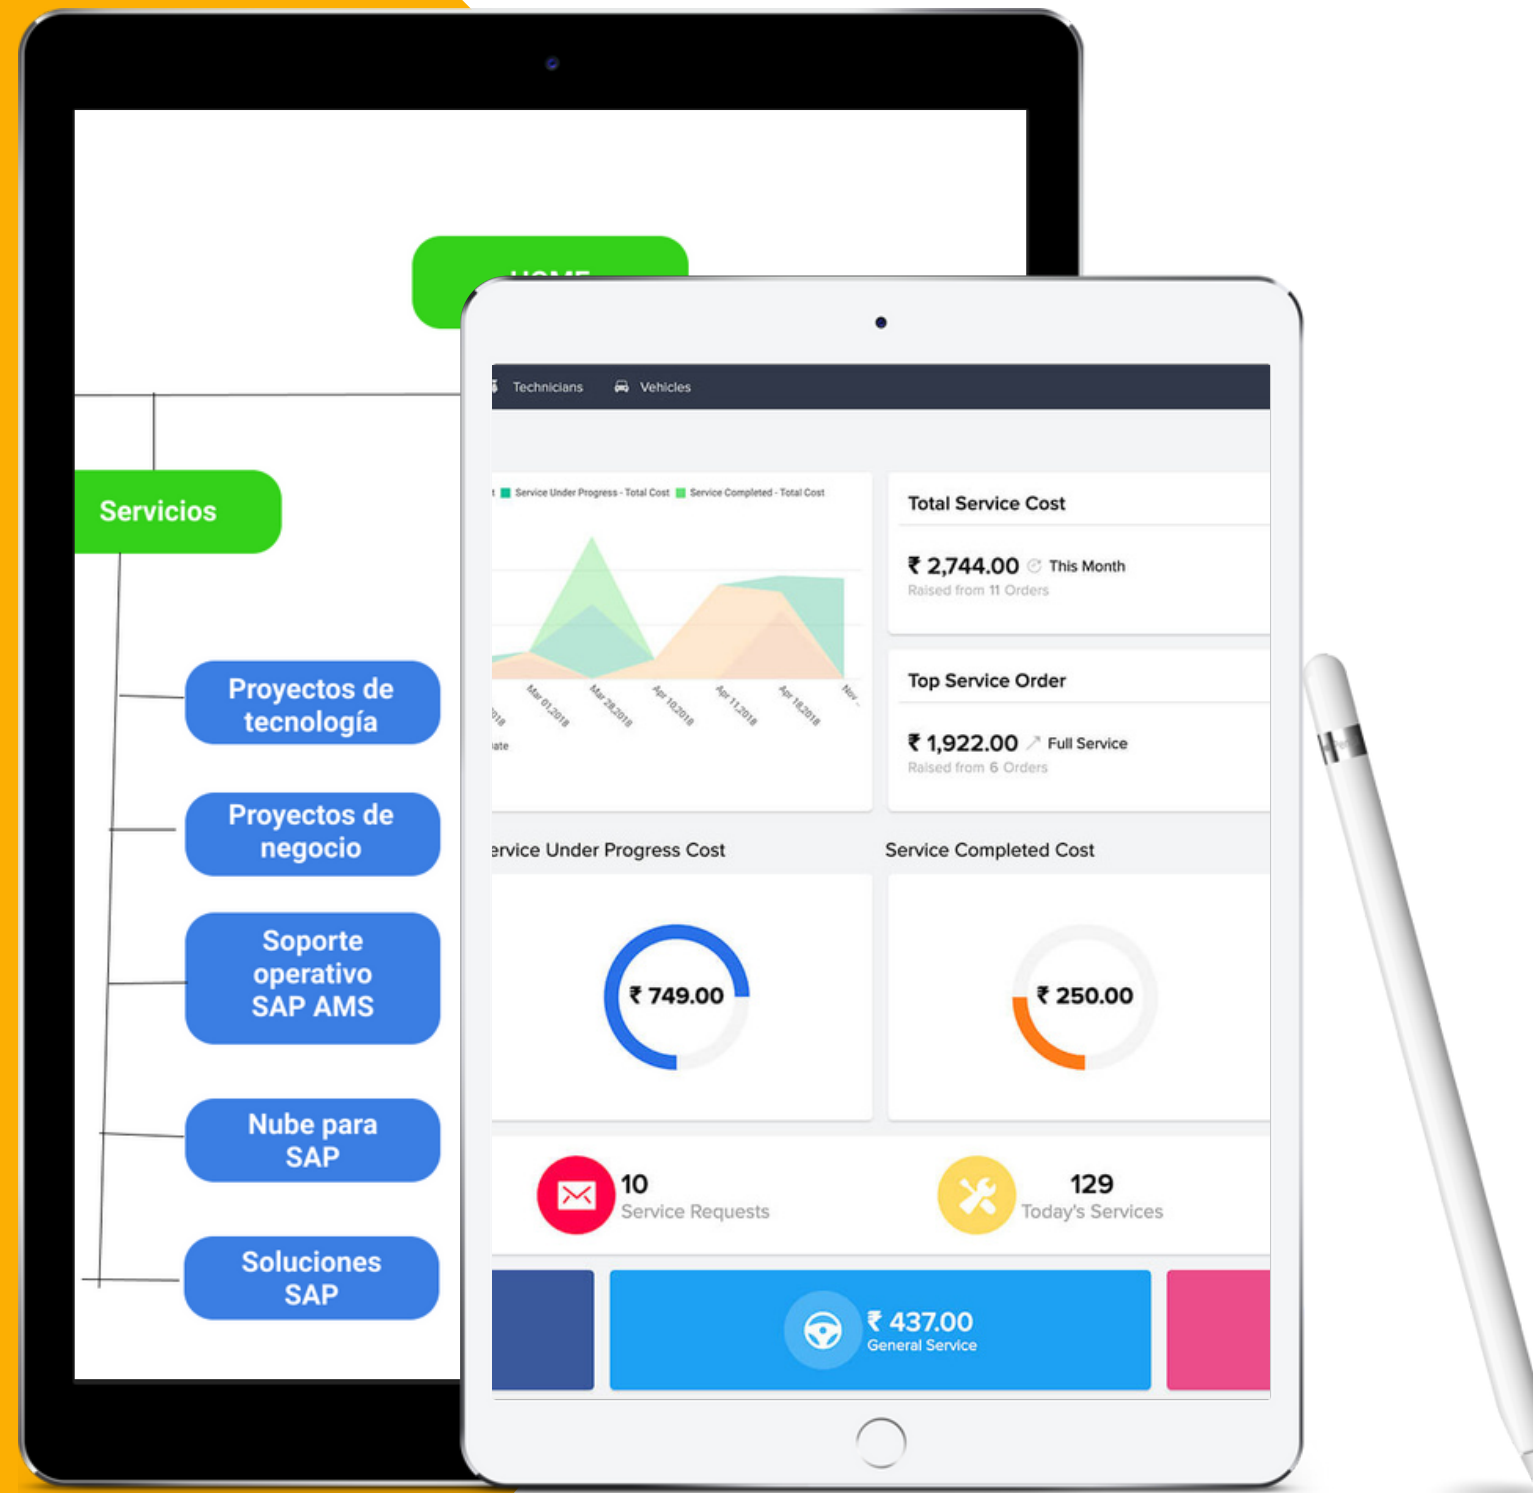 HOME
Servicios
Proyectos de
tecnología
Proyectos de
negocio
Soporte
operativo
SAP AMS
Nube para
SAP
Soluciones
SAP
Technicians
Vehicles
Service Under Progress - Total Cost
Service Completed - Total Cost
Mar 01,2018
Mar 28,2018
Apr 10,2018
Apr 11,2018
Apr 18,2018
Nov ..
Total Service Cost
₹ 2,744.00 This Month
Raised from 11 Orders
Top Service Order
₹ 1,922.00 Full Service
Raised from 6 Orders
ervice Under Progress Cost
₹ 749.00
Service Completed Cost
₹ 250.00
10
Service Requests
129
Today's Services
₹ 437.00
General Service